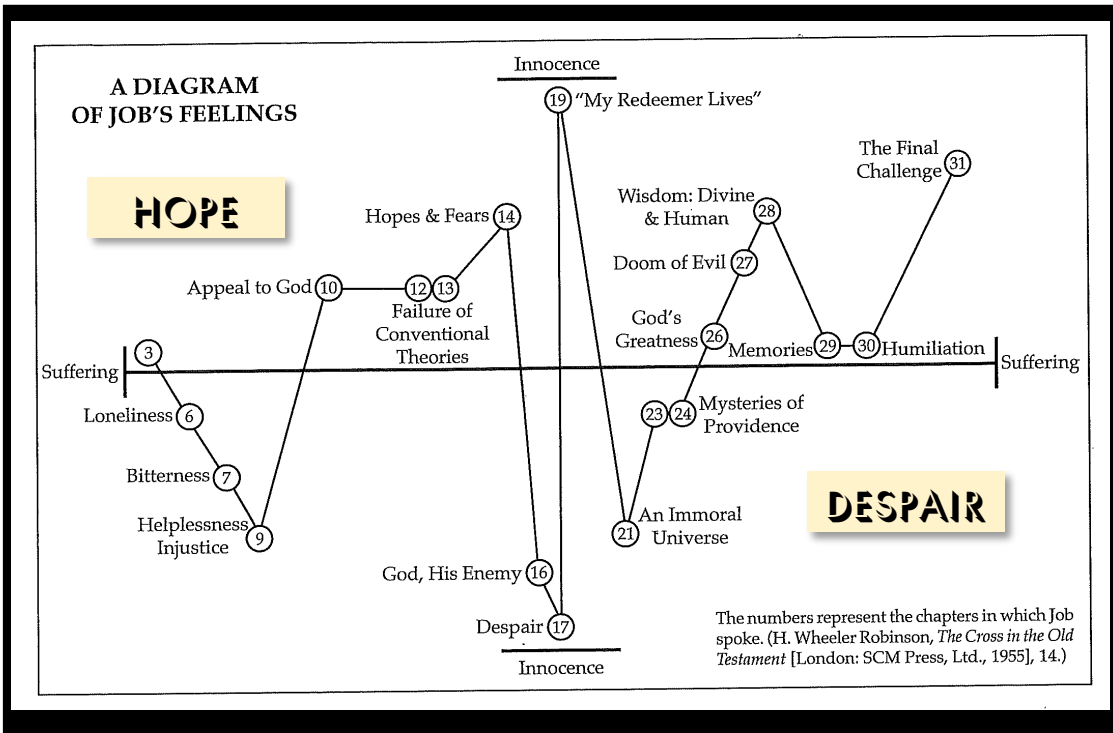 A DIAGRAM
OF JOB'S FEELINGS
Innocence
19 "My Redeemer Lives"
HOPE
The Final
Challenge 31
Wisdom: Divine
& Human 28
Hopes & Fears 14
Doom of Evil 27
Appeal to God 10
12 13
Failure of
Conventional
Theories
God's
Greatness 26
3
Memories 29 30 Humiliation
Suffering
Suffering
Loneliness 6
23 24 Mysteries of
Providence
Bitterness 7
Helplessness
Injustice 9
21 An Immoral
Universe
DESPAIR
God, His Enemy 16
Despair 17
Innocence
The numbers represent the chapters in which Job
spoke. (H. Wheeler Robinson, The Cross in the Old
Testament [London: SCM Press, Ltd., 1955], 14.)